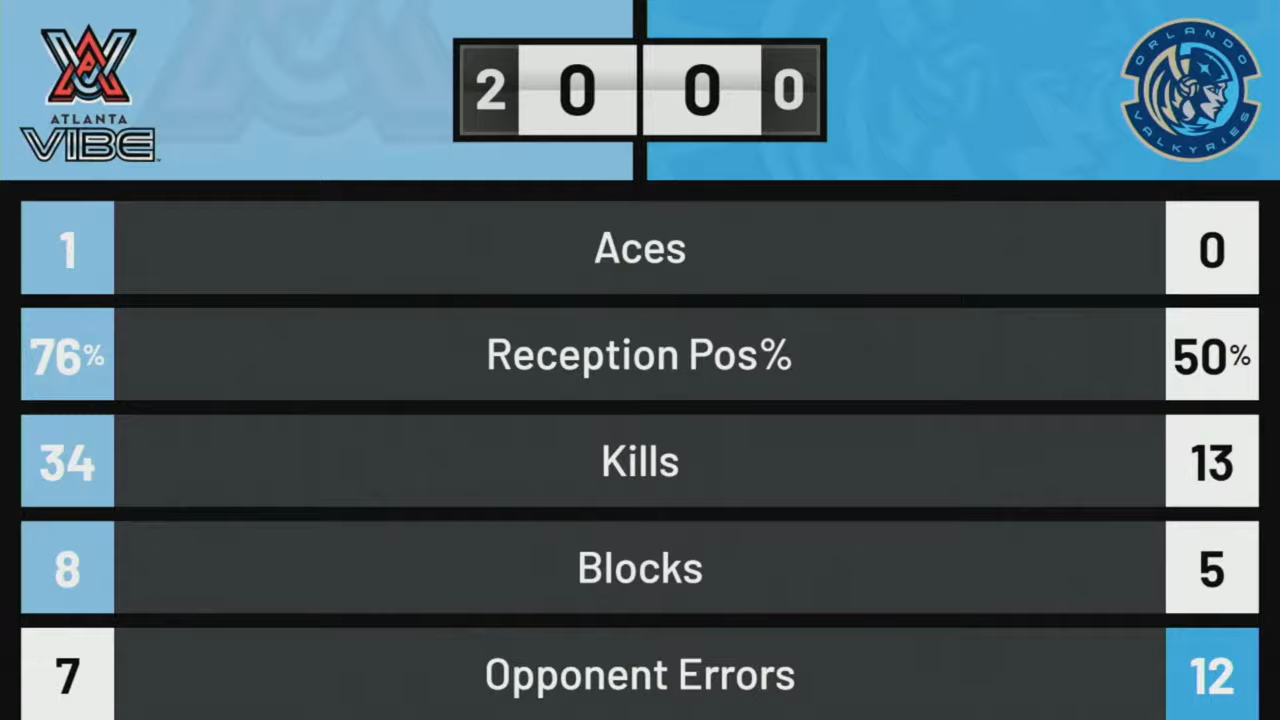 ATLANTA
VIBE
2 0 0 0
ORLANDO
VALKYRIES
1 Aces 0
76% Reception Pos% 50%
34 Kills 13
8 Blocks 5
7 Opponent Errors 12